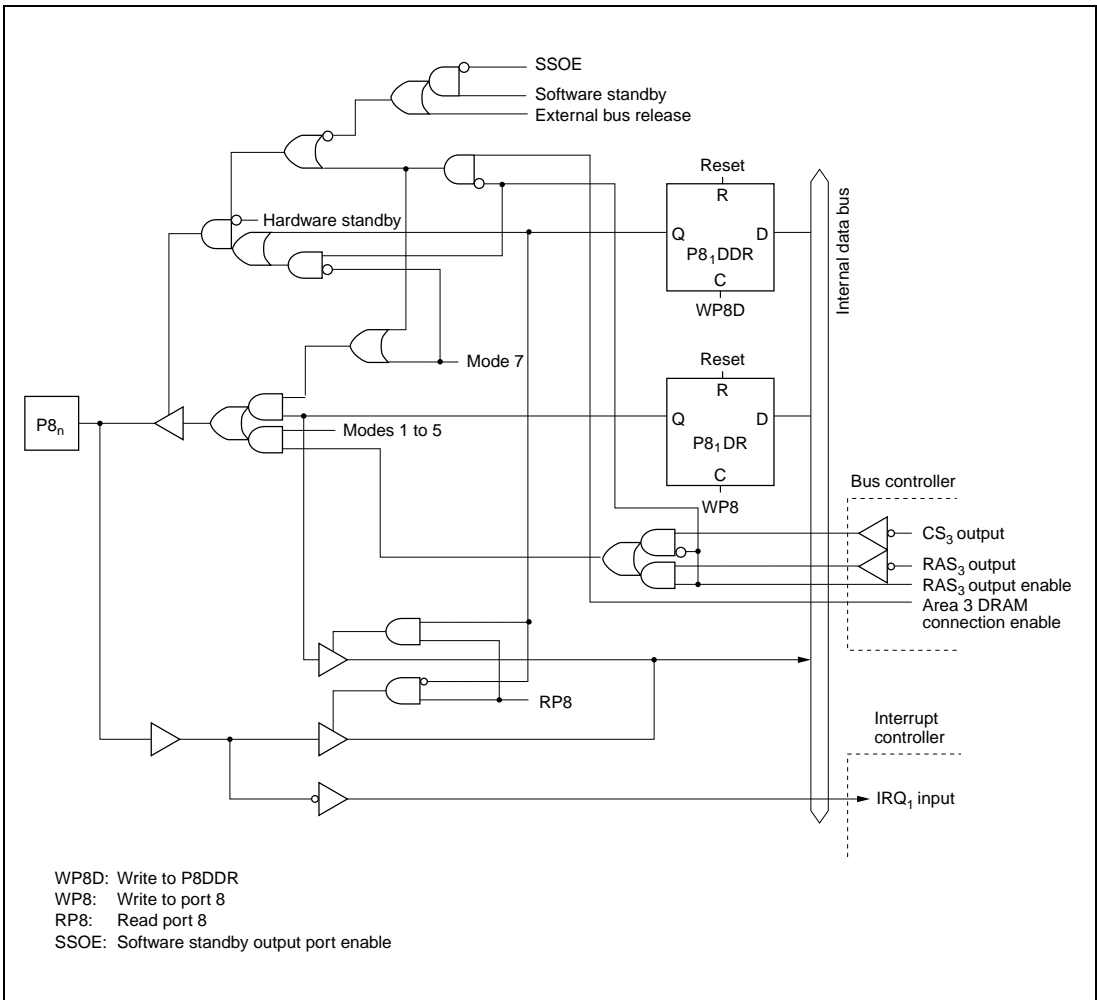 SSOE
Software standby
External bus release
Reset
R
Hardware standby
Q
D
P8₁DDR
C
WP8D
Internal data bus
Mode 7
Reset
R
P8ₙ
Q
D
Modes 1 to 5
P8₁DR
C
WP8
Bus controller
CS₃ output
RAS₃ output
RAS₃ output enable
Area 3 DRAM
connection enable
RP8
Interrupt
controller
IRQ₁ input
WP8D: Write to P8DDR
WP8: Write to port 8
RP8: Read port 8
SSOE: Software standby output port enable